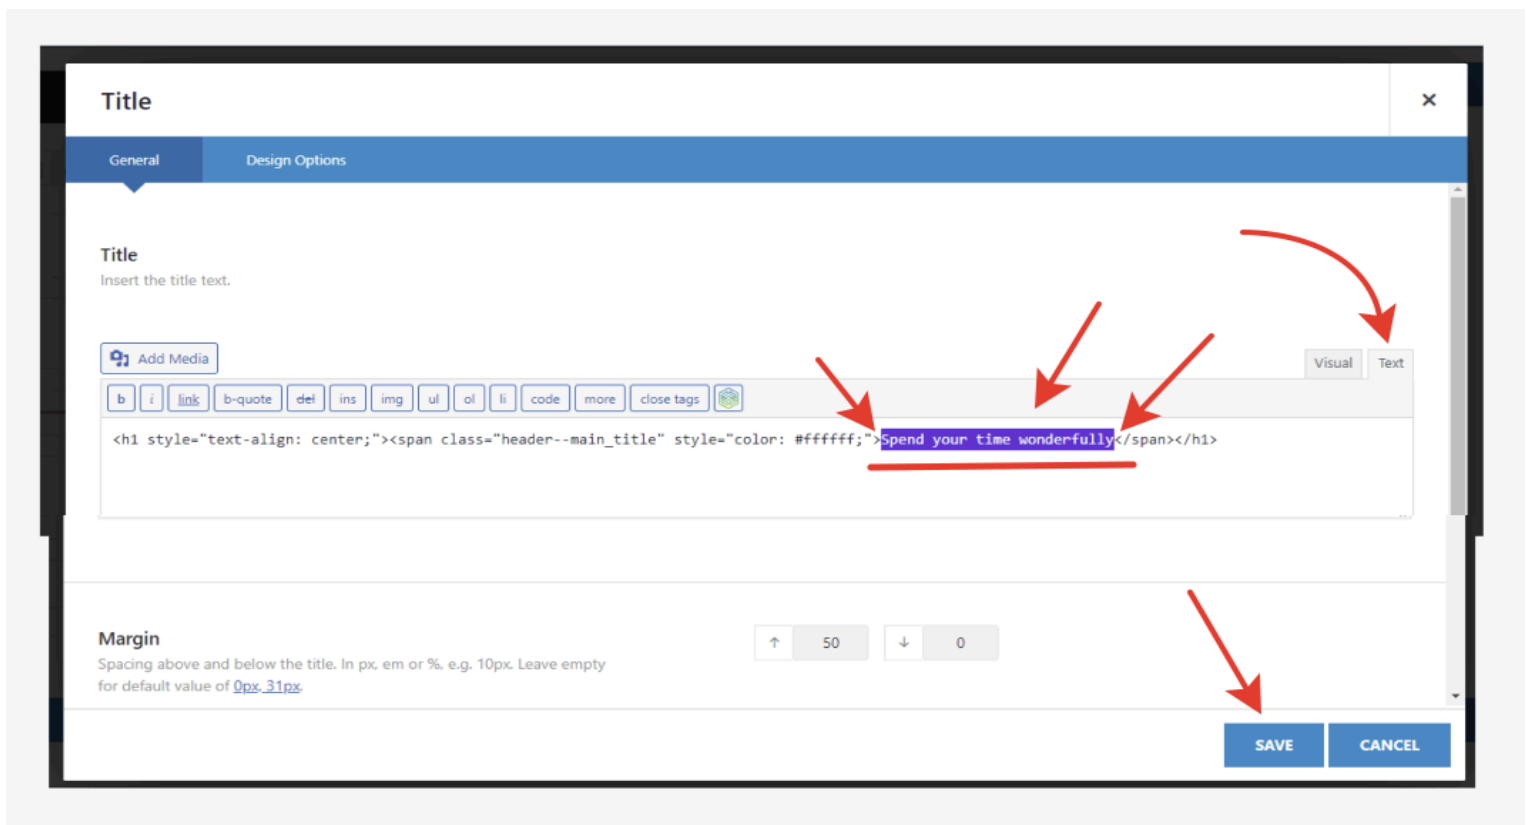 Title
General
Design Options
Title
Insert the title text.
Add Media
Visual
Text
b
i
link
b-quote
del
ins
img
ul
ol
li
code
more
close tags
<h1 style="text-align: center;"><span class="header--main_title" style="color: #ffffff;">Spend your time wonderfully</span></h1>
Margin
50
0
Spacing above and below the title. In px, em or %, e.g. 10px. Leave empty
for default value of 0px, 31px.
SAVE
CANCEL